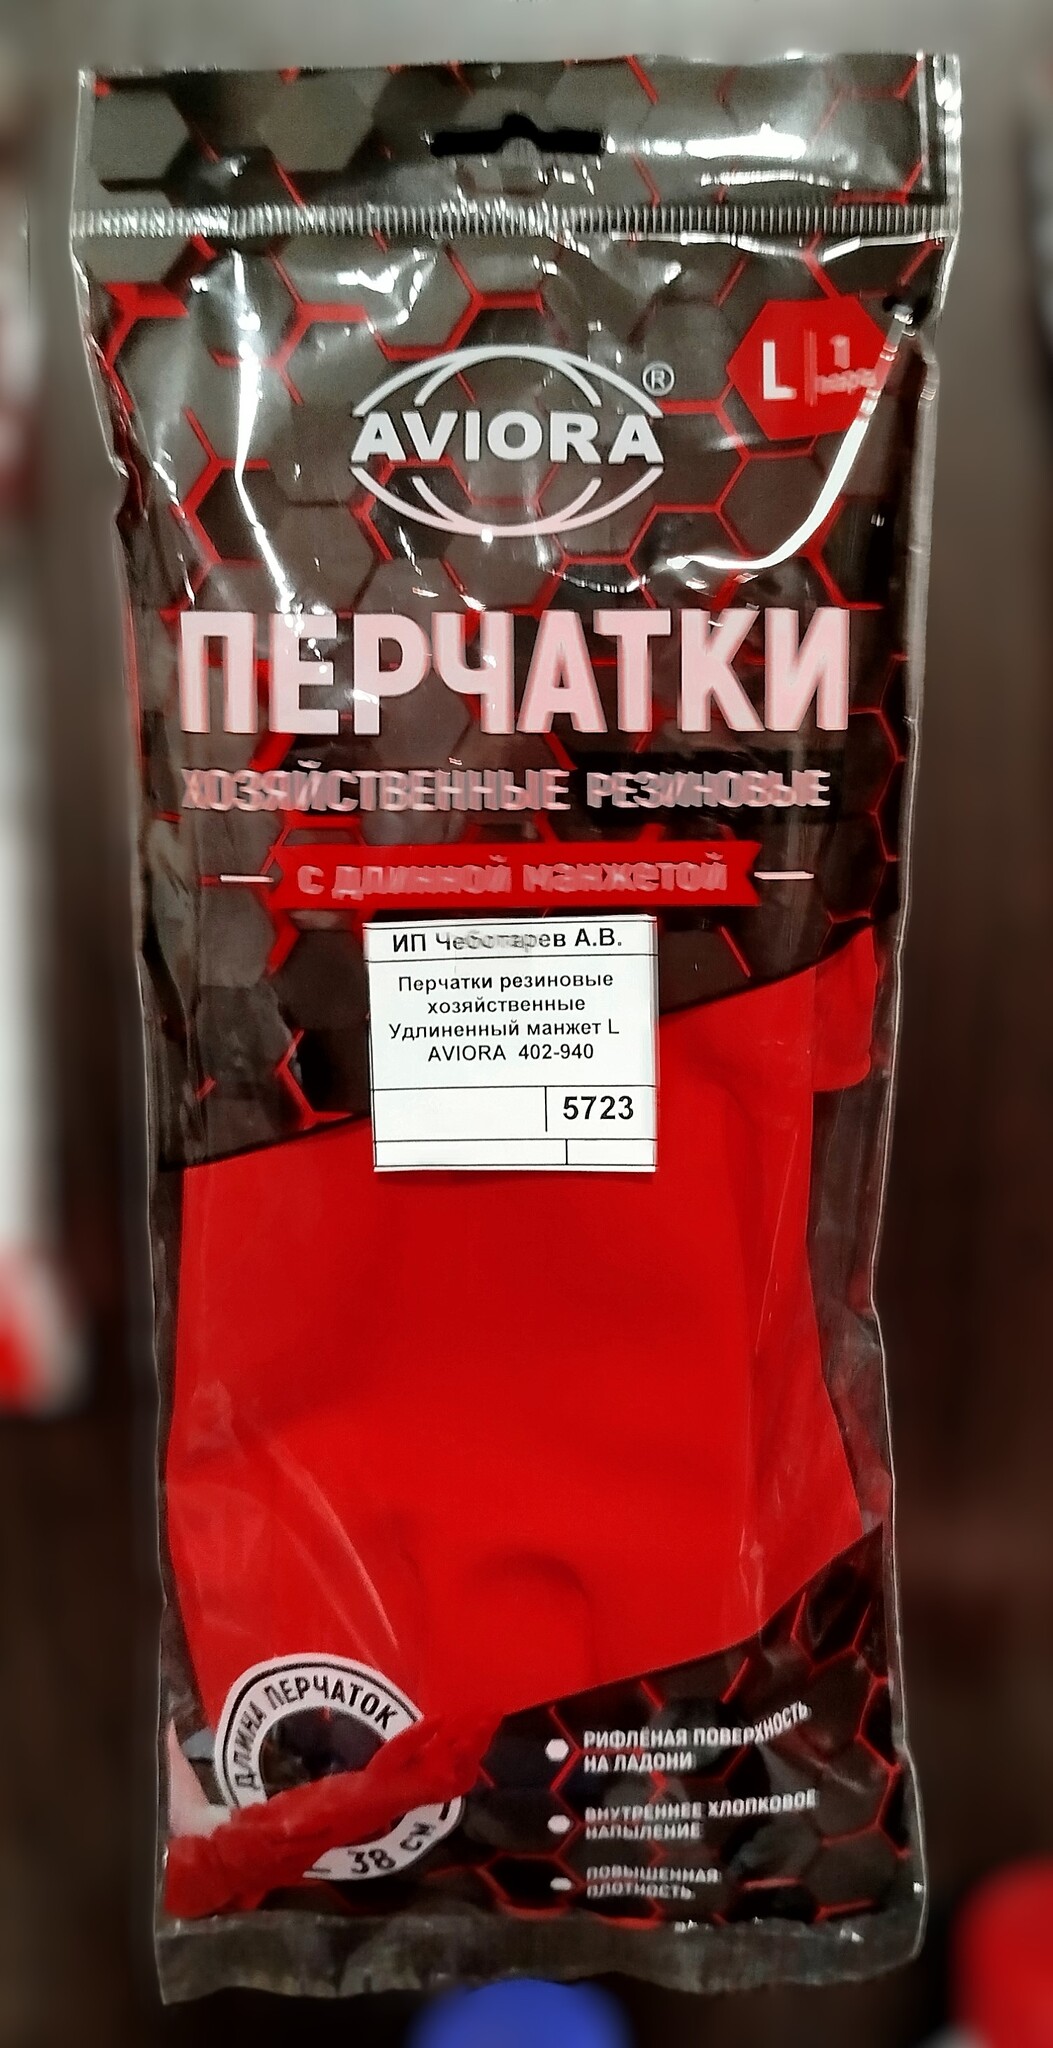 AVIORA®
L 1
пара
ПЕРЧАТКИ
ХОЗЯЙСТВЕННЫЕ РЕЗИНОВЫЕ
с длинной манжетой
ИП Чеботарев А.В.
Перчатки резиновые
хозяйственные
Удлиненный манжет L
AVIORA 402-940
5723
ДЛИНА ПЕРЧАТОК
38 см
РИФЛЁНАЯ ПОВЕРХНОСТЬ
НА ЛАДОНИ
ВНУТРЕННЕЕ ХЛОПКОВОЕ
НАПЫЛЕНИЕ
ПОВЫШЕННАЯ
ПЛОТНОСТЬ